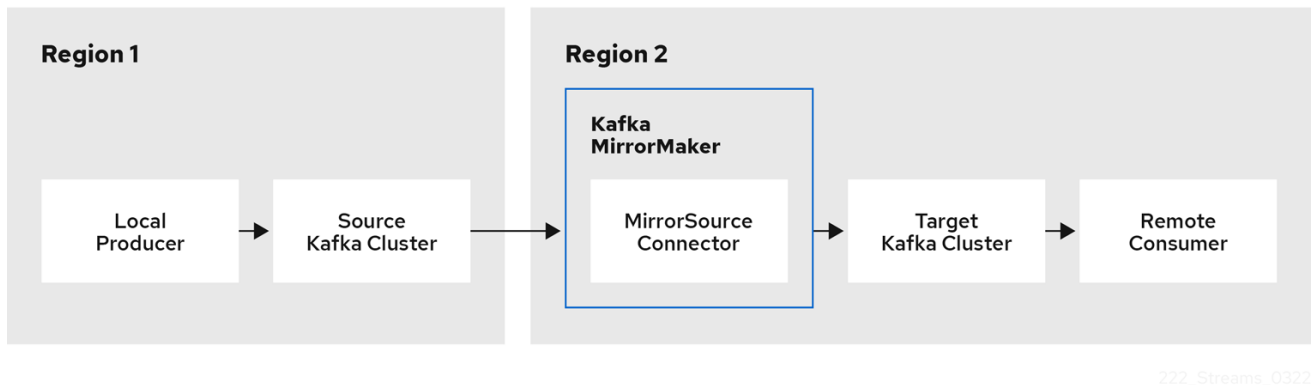 Region 1
Region 2
Kafka
MirrorMaker
Local
Producer
Source
Kafka Cluster
MirrorSource
Connector
Target
Kafka Cluster
Remote
Consumer
222_Streams_0322